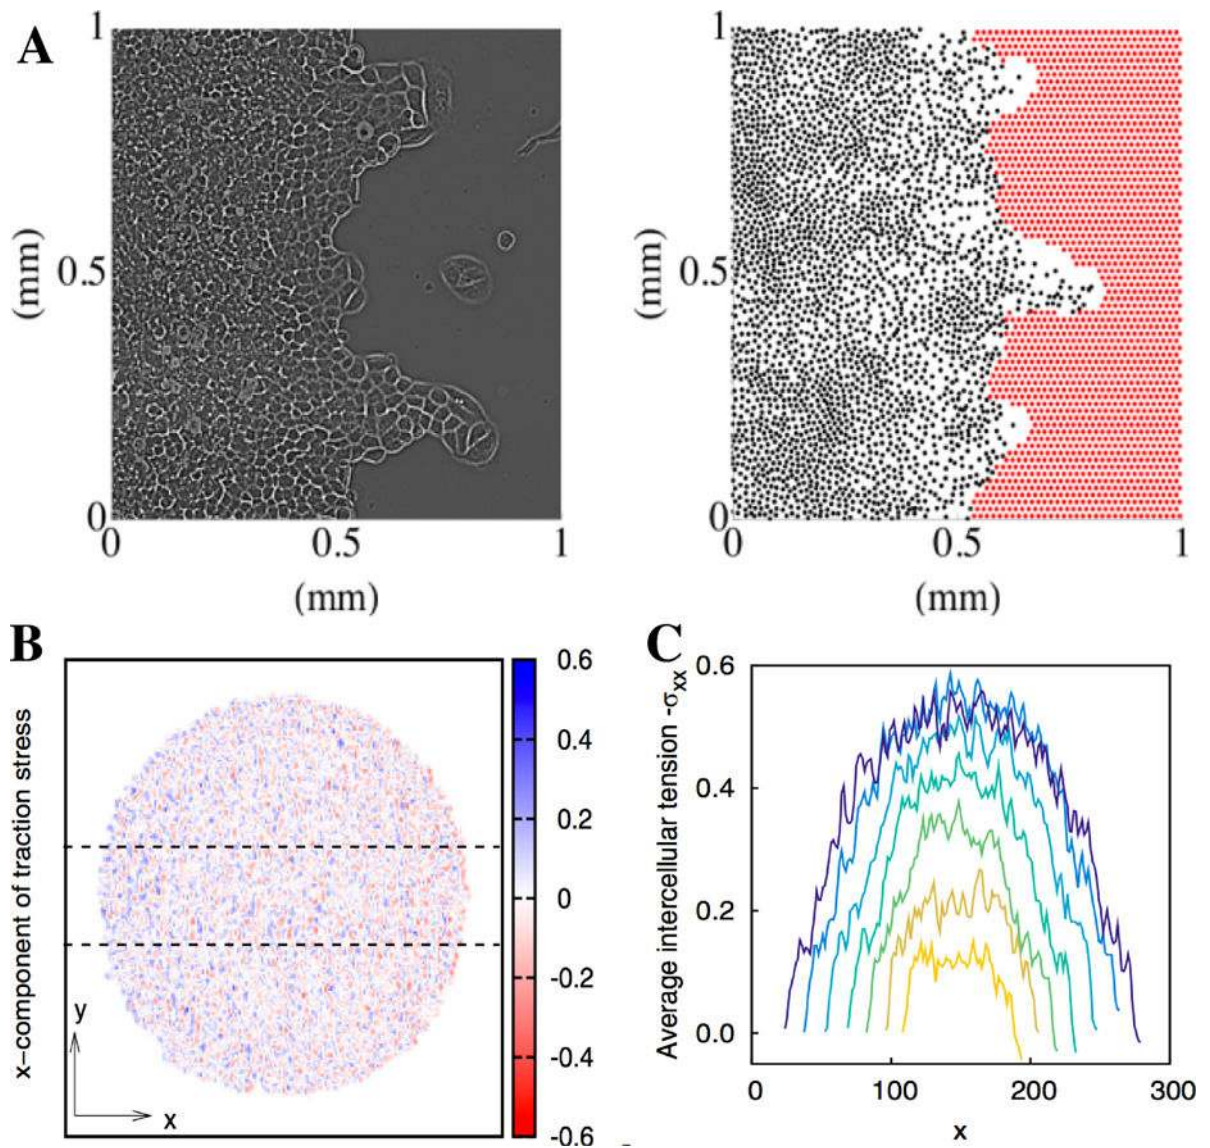 A
1
0.5
0
(mm)
0
0.5
1
(mm)
1
0.5
0
(mm)
0
0.5
1
(mm)
B
x-component of traction stress
y
x
0.6
0.4
0.2
0
-0.2
-0.4
-0.6
C
Average intercellular tension -σxx
0.6
0.4
0.2
0.0
0
100
200
300
x